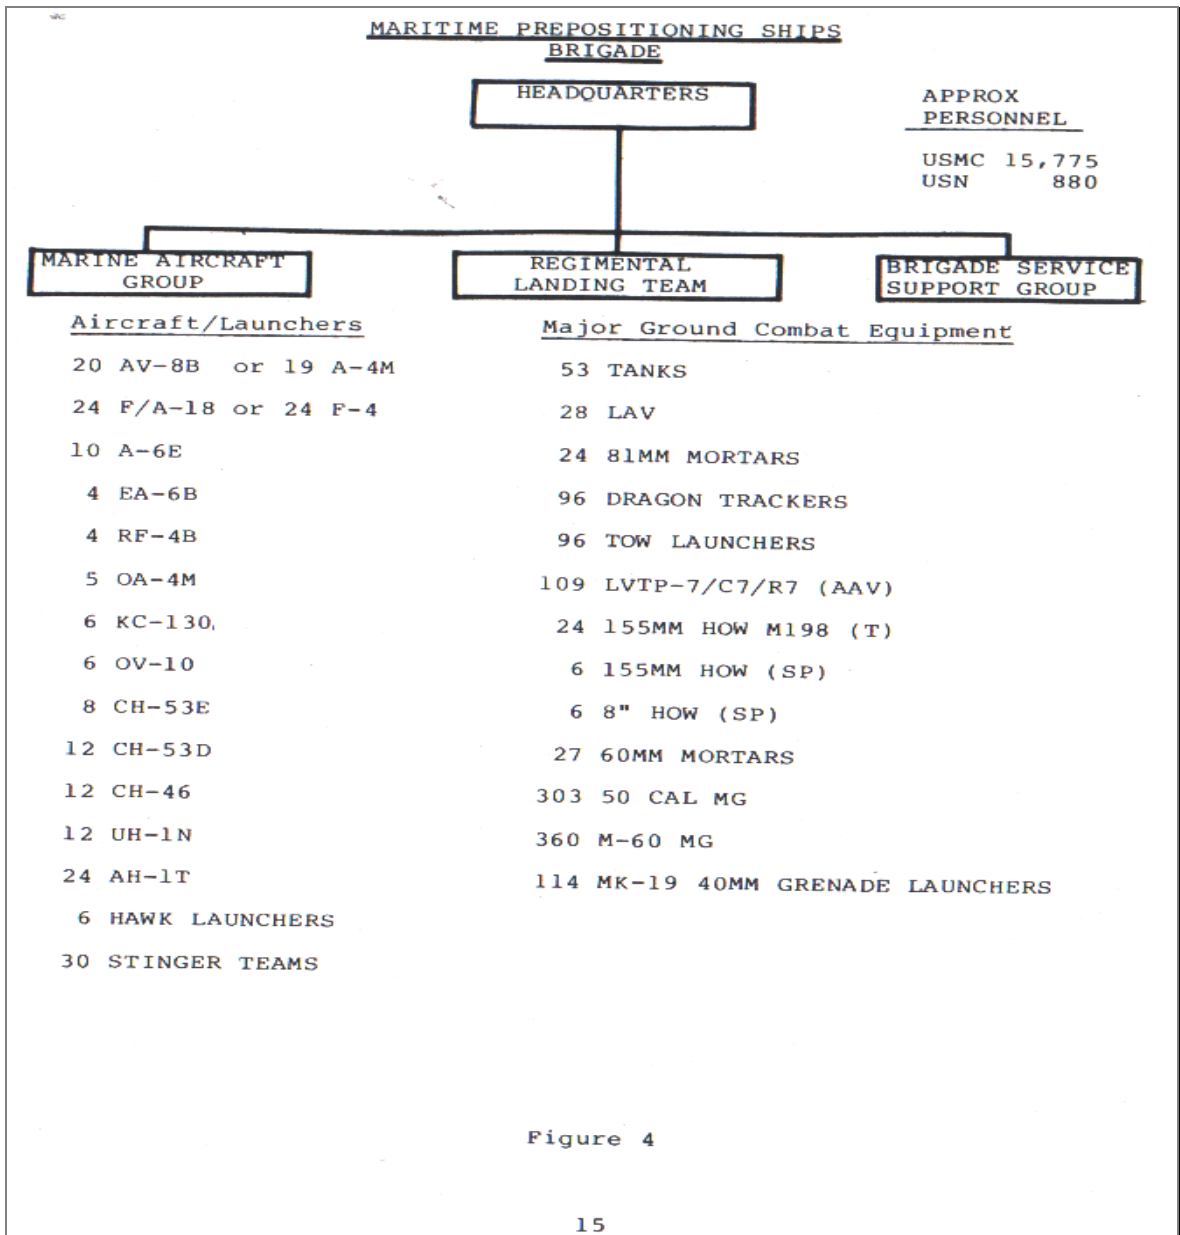 MARITIME PREPOSITIONING SHIPS
BRIGADE
HEADQUARTERS
APPROX
PERSONNEL
USMC 15,775
USN 880
MARINE AIRCRAFT
GROUP
REGIMENTAL
LANDING TEAM
BRIGADE SERVICE
SUPPORT GROUP
Aircraft/Launchers
20 AV-8B or 19 A-4M
24 F/A-18 or 24 F-4
10 A-6E
4 EA-6B
4 RF-4B
5 OA-4M
6 KC-130
6 OV-10
8 CH-53E
12 CH-53D
12 CH-46
12 UH-1N
24 AH-1T
6 HAWK LAUNCHERS
30 STINGER TEAMS
Major Ground Combat Equipment
53 TANKS
28 LAV
24 81MM MORTARS
96 DRAGON TRACKERS
96 TOW LAUNCHERS
109 LVTP-7/C7/R7 (AAV)
24 155MM HOW M198 (T)
6 155MM HOW (SP)
6 8" HOW (SP)
27 60MM MORTARS
303 50 CAL MG
360 M-60 MG
114 MK-19 40MM GRENADE LAUNCHERS
Figure 4
15